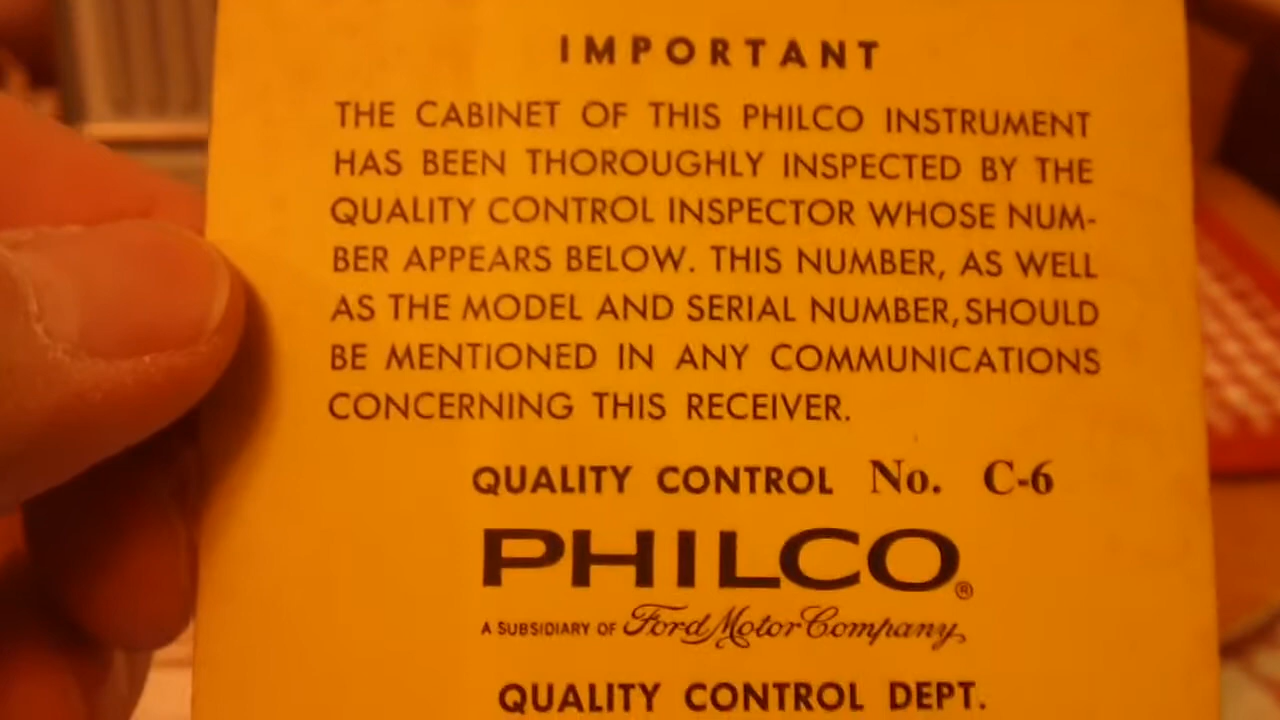 IMPORTANT
THE CABINET OF THIS PHILCO INSTRUMENT
HAS BEEN THOROUGHLY INSPECTED BY THE
QUALITY CONTROL INSPECTOR WHOSE NUM-
BER APPEARS BELOW. THIS NUMBER, AS WELL
AS THE MODEL AND SERIAL NUMBER, SHOULD
BE MENTIONED IN ANY COMMUNICATIONS
CONCERNING THIS RECEIVER.
QUALITY CONTROL No. C-6
PHILCO®
A SUBSIDIARY OF Ford Motor Company,
QUALITY CONTROL DEPT.